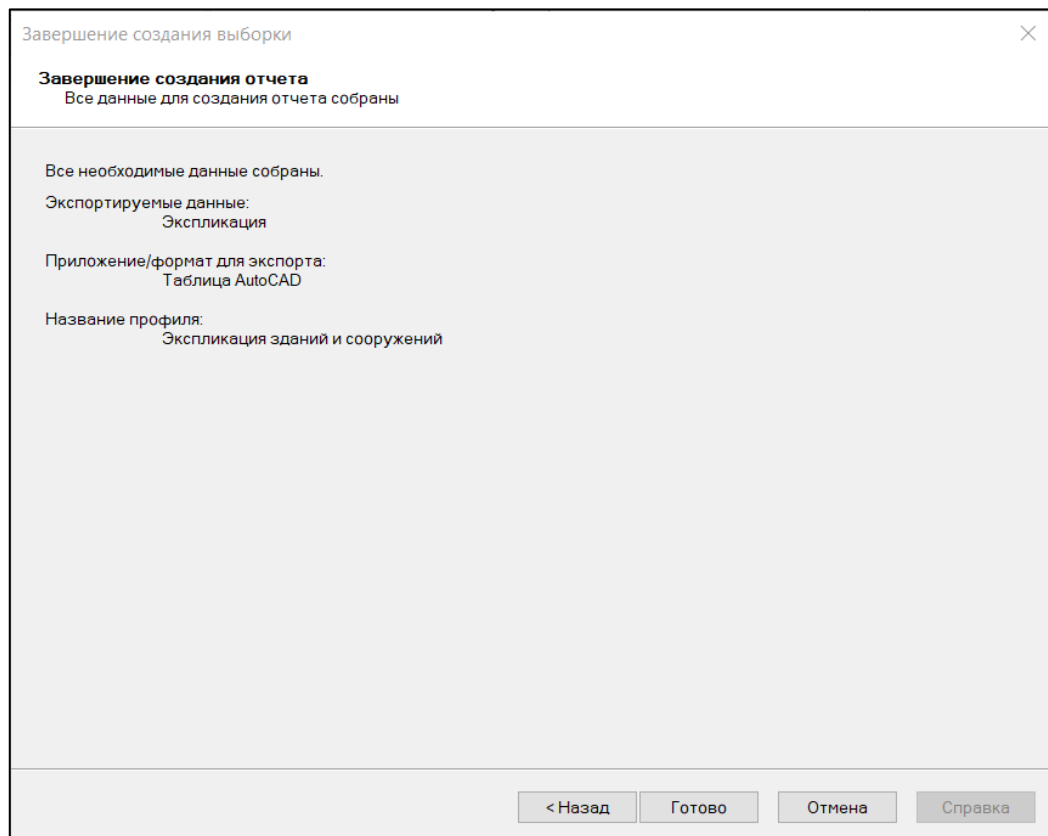 Завершение создания выборки
Завершение создания отчета
Все данные для создания отчета собраны
Все необходимые данные собраны.
Экспортируемые данные:
Экспликация
Приложение/формат для экспорта:
Таблица AutoCAD
Название профиля:
Экспликация зданий и сооружений
< Назад
Готово
Отмена
Справка